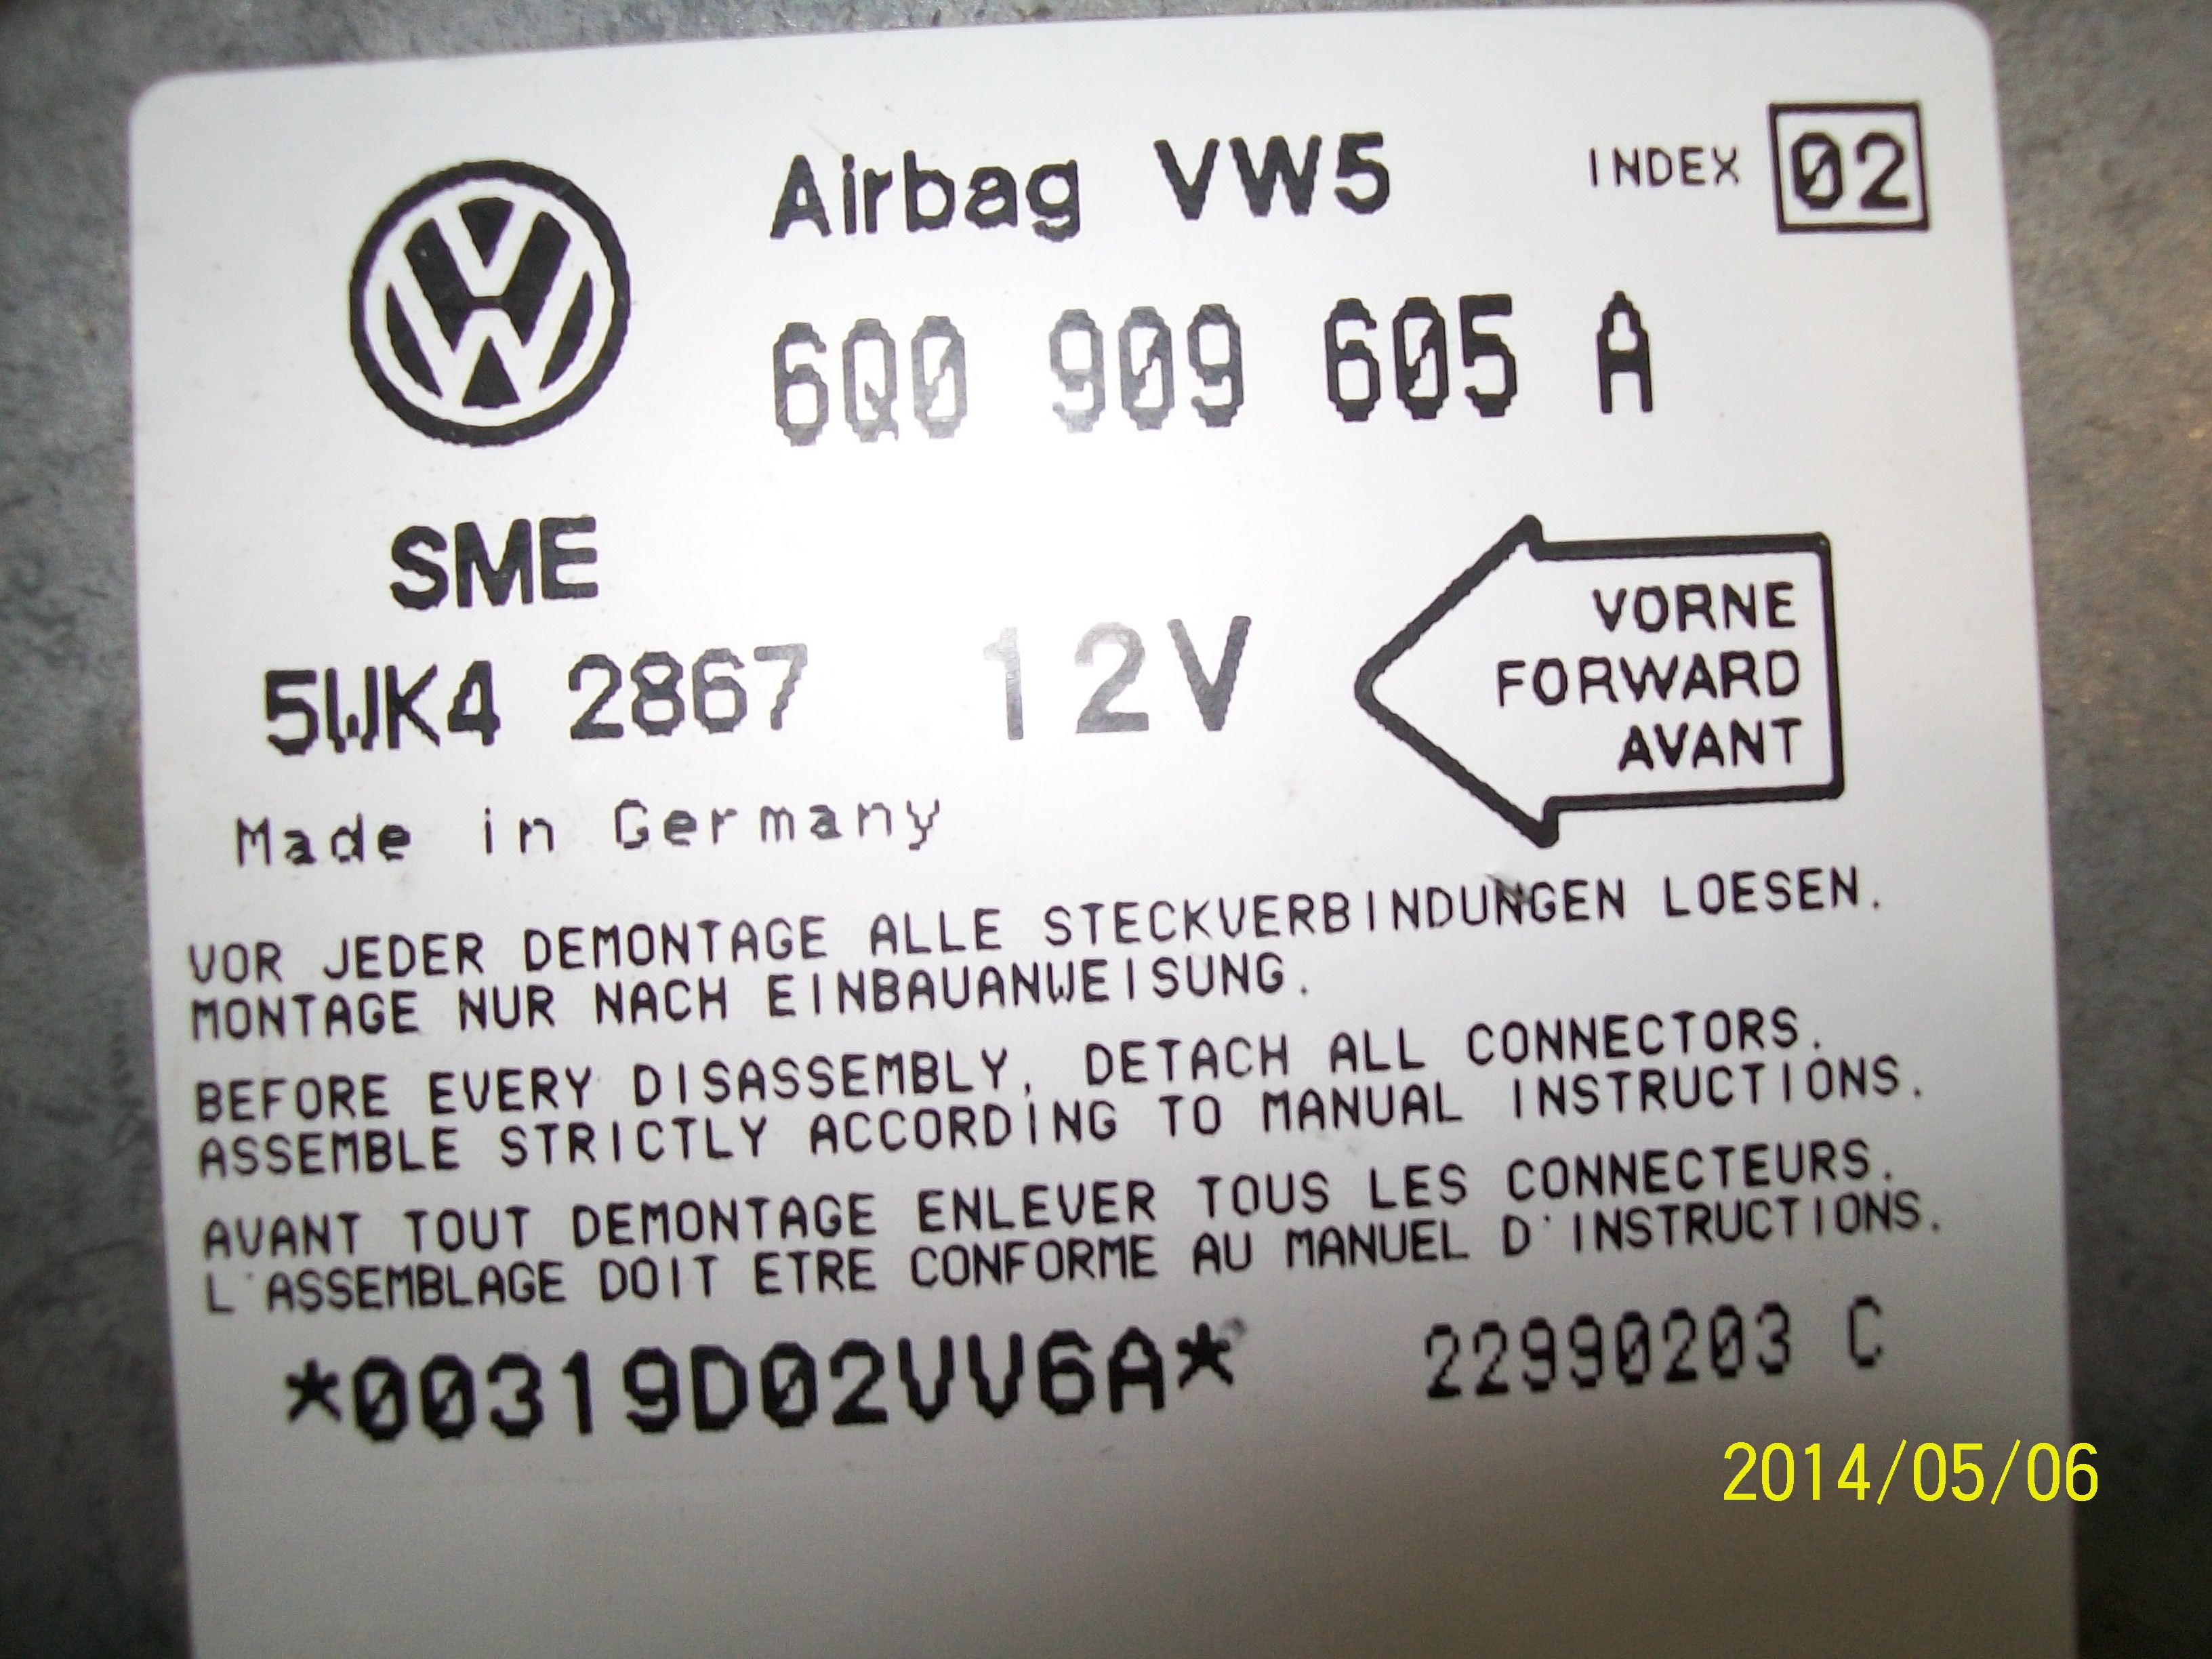 Airbag VW5 INDEX 02
6Q0 909 605 A
SME
5WK4 2867 12V
VORNE
FORWARD
AVANT
Made in Germany
VOR JEDER DEMONTAGE ALLE STECKVERBINDUNGEN LOESEN.
MONTAGE NUR NACH EINBAUANWEISUNG.
BEFORE EVERY DISASSEMBLY, DETACH ALL CONNECTORS.
ASSEMBLE STRICTLY ACCORDING TO MANUAL INSTRUCTIONS.
AVANT TOUT DEMONTAGE ENLEVER TOUS LES CONNECTEURS.
L'ASSEMBLAGE DOIT ETRE CONFORME AU MANUEL D'INSTRUCTIONS.
*00319D02VV6A* 22990203 C
2014/05/06